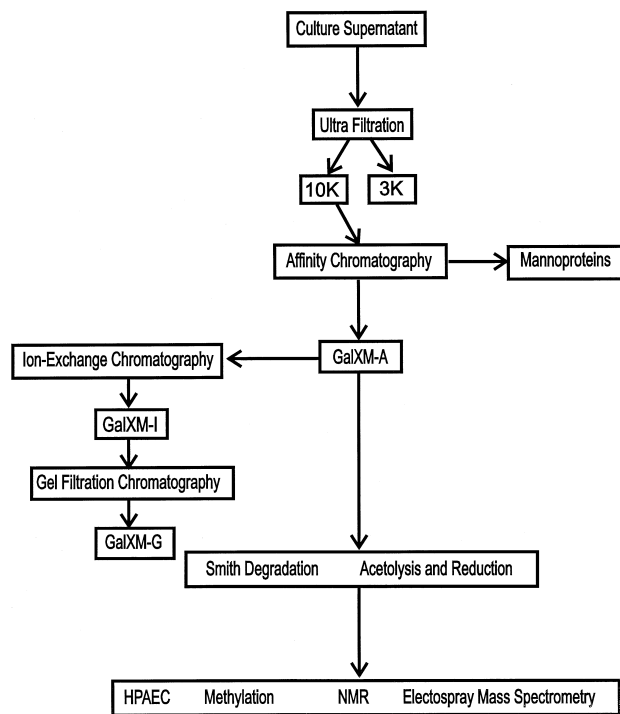 Culture Supernatant
Ultra Filtration
10K 3K
Affinity Chromatography Mannoproteins
GalXM-A
Ion-Exchange Chromatography
GalXM-I
Gel Filtration Chromatography
GalXM-G
Smith Degradation Acetolysis and Reduction
HPAEC Methylation NMR Electospray Mass Spectrometry